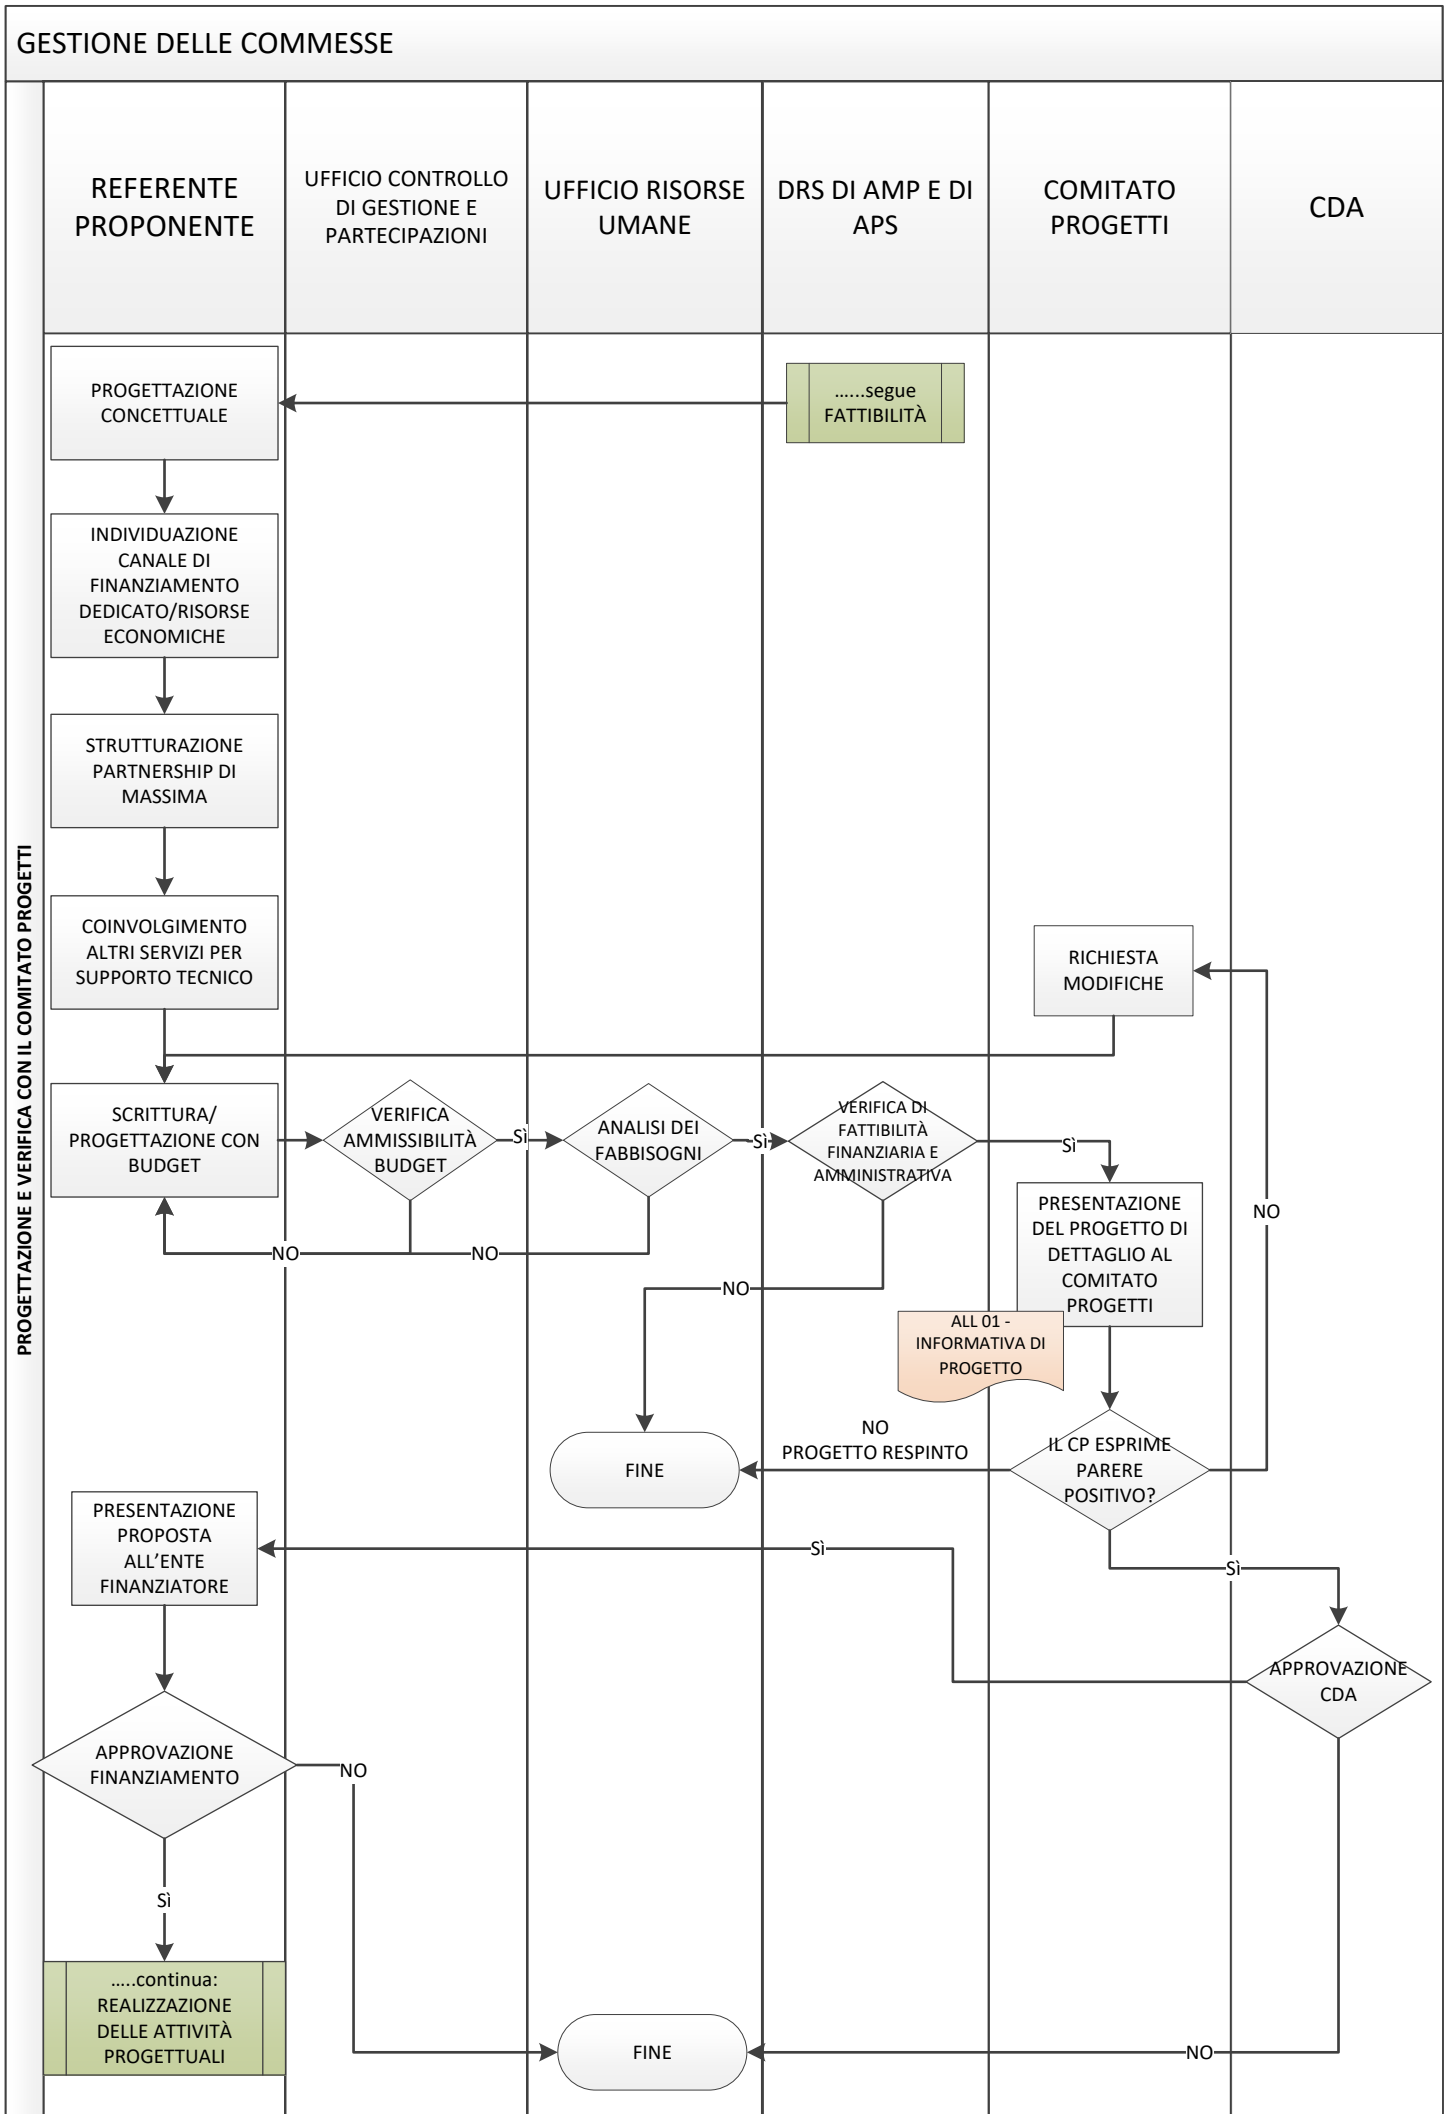 GESTIONE DELLE COMMESSE
PROGETTAZIONE E VERIFICA CON IL COMITATO PROGETTI
REFERENTE
PROPONENTE
UFFICIO CONTROLLO
DI GESTIONE E
PARTECIPAZIONI
UFFICIO RISORSE
UMANE
DRS DI AMP E DI
APS
COMITATO
PROGETTI
CDA
PROGETTAZIONE
CONCETTUALE
......segue
FATTIBILITÀ
INDIVIDUAZIONE
CANALE DI
FINANZIAMENTO
DEDICATO/RISORSE
ECONOMICHE
STRUTTURAZIONE
PARTNERSHIP DI
MASSIMA
COINVOLGIMENTO
ALTRI SERVIZI PER
SUPPORTO TECNICO
RICHIESTA
MODIFICHE
SCRITTURA/
PROGETTAZIONE CON
BUDGET
VERIFICA
AMMISSIBILITÀ
BUDGET
Sì
ANALISI DEI
FABBISOGNI
Sì
VERIFICA DI
FATTIBILITÀ
FINANZIARIA E
AMMINISTRATIVA
Sì
NO
NO
NO
PRESENTAZIONE
DEL PROGETTO DI
DETTAGLIO AL
COMITATO
PROGETTI
NO
ALL 01 -
INFORMATIVA DI
PROGETTO
NO
PROGETTO RESPINTO
FINE
IL CP ESPRIME
PARERE
POSITIVO?
PRESENTAZIONE
PROPOSTA
ALL’ENTE
FINANZIATORE
Sì
Sì
APPROVAZIONE
CDA
APPROVAZIONE
FINANZIAMENTO
NO
Sì
.....continua:
REALIZZAZIONE
DELLE ATTIVITÀ
PROGETTUALI
FINE
NO